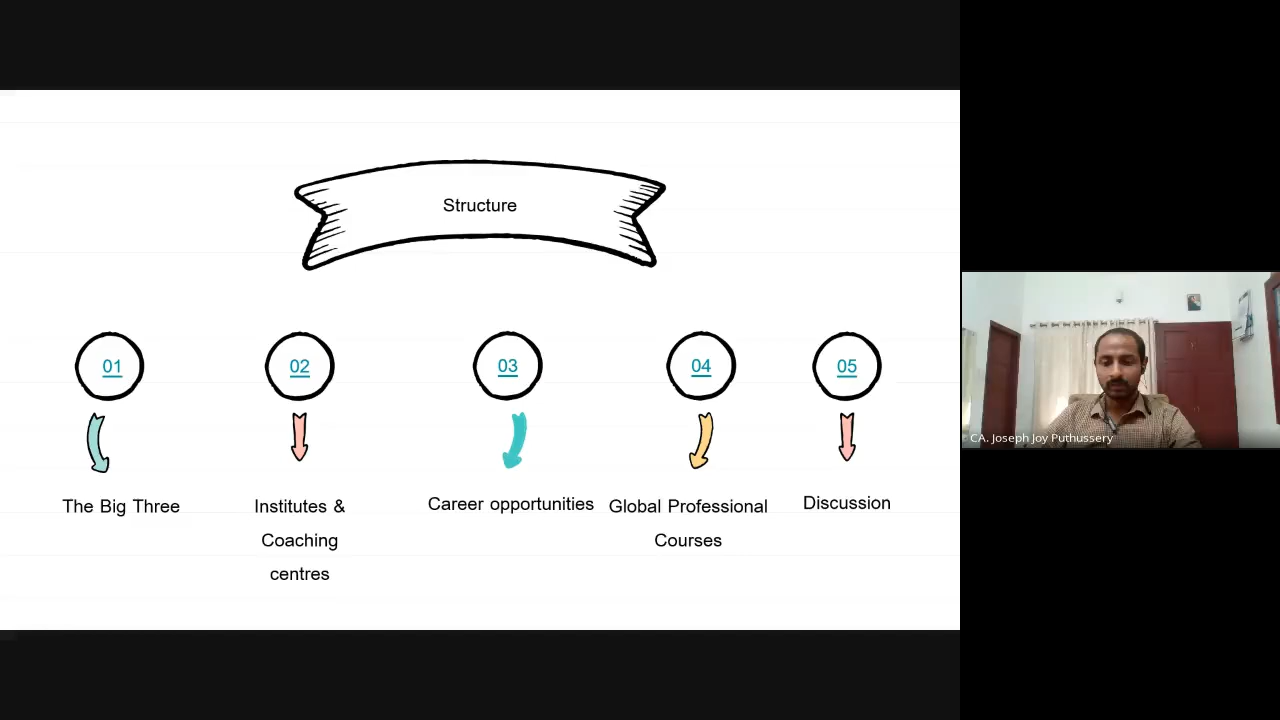 Structure
01
02
03
04
05
The Big Three
Institutes &
Coaching
centres
Career opportunities
Global Professional
Courses
Discussion
CA. Joseph Joy Puthussery